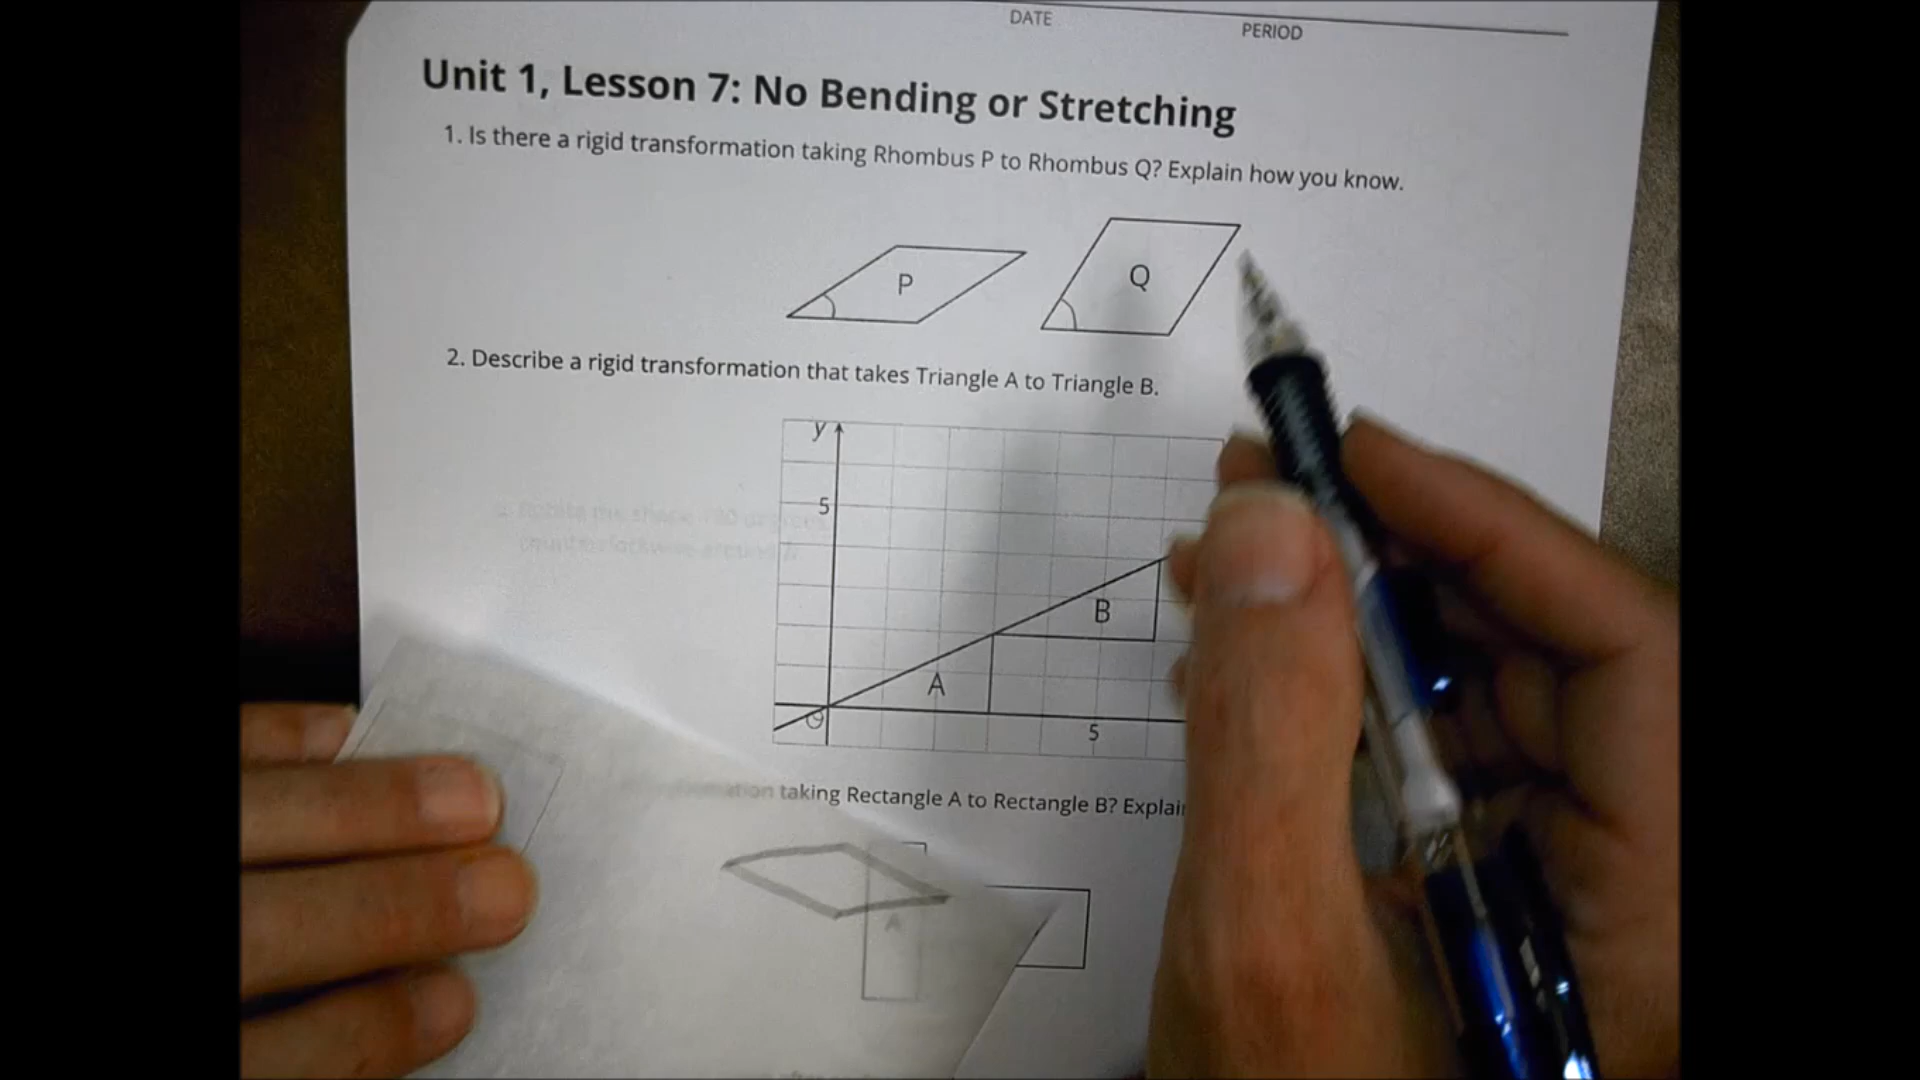 DATE
PERIOD
Unit 1, Lesson 7: No Bending or Stretching
1. Is there a rigid transformation taking Rhombus P to Rhombus Q? Explain how you know.
P
Q
2. Describe a rigid transformation that takes Triangle A to Triangle B.
y
5
B
A
O
5
taking Rectangle A to Rectangle B?
A